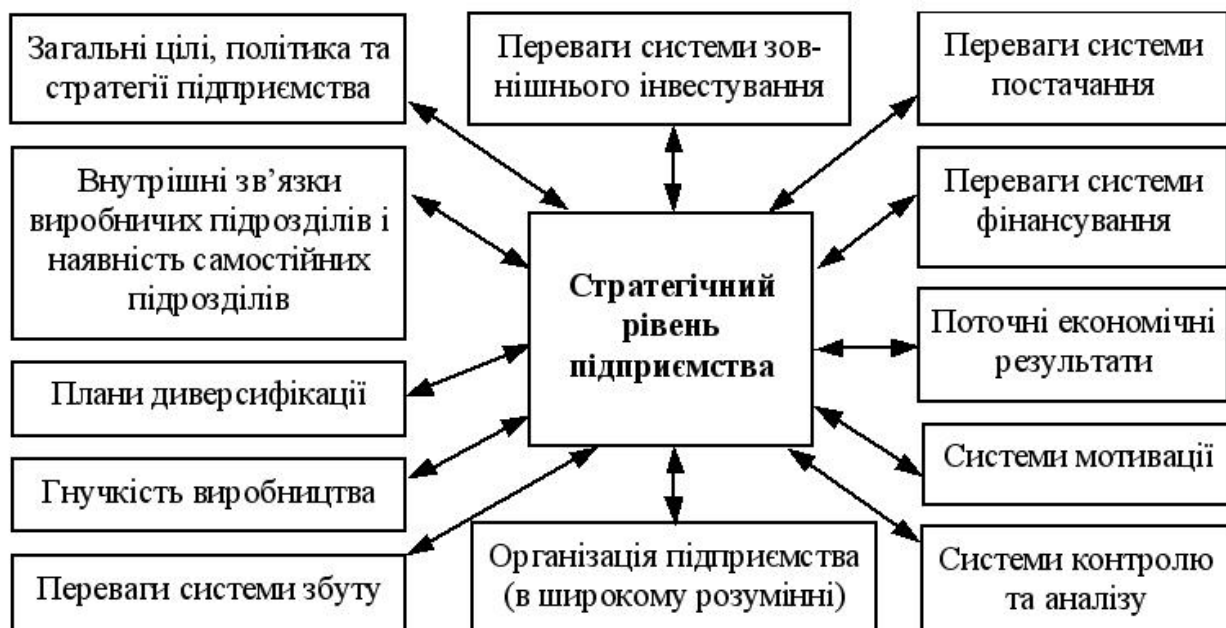 Загальні цілі, політика та
стратегії підприємства
Внутрішні зв’язки
виробничих підрозділів і
наявність самостійних
підрозділів
Плани диверсифікації
Гнучкість виробництва
Переваги системи збуту
Переваги системи зов-
нішнього інвестування
Стратегічний
рівень
підприємства
Організація підприємства
(в широкому розумінні)
Переваги системи
постачання
Переваги системи
фінансування
Поточні економічні
результати
Системи мотивації
Системи контролю
та аналізу